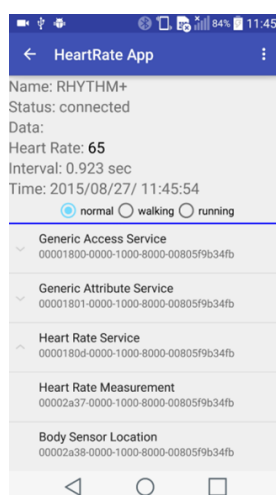 84% 11:45
HeartRate App
Name: RHYTHM+
Status: connected
Data:
Heart Rate: 65
Interval: 0.923 sec
Time: 2015/08/27/ 11:45:54
normal walking running
Generic Access Service
00001800-0000-1000-8000-00805f9b34fb
Generic Attribute Service
00001801-0000-1000-8000-00805f9b34fb
Heart Rate Service
0000180d-0000-1000-8000-00805f9b34fb
Heart Rate Measurement
00002a37-0000-1000-8000-00805f9b34fb
Body Sensor Location
00002a38-0000-1000-8000-00805f9b34fb